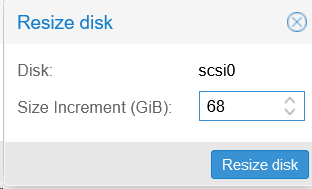 Resize disk
Disk: scsi0
Size Increment (GiB): 68
Resize disk